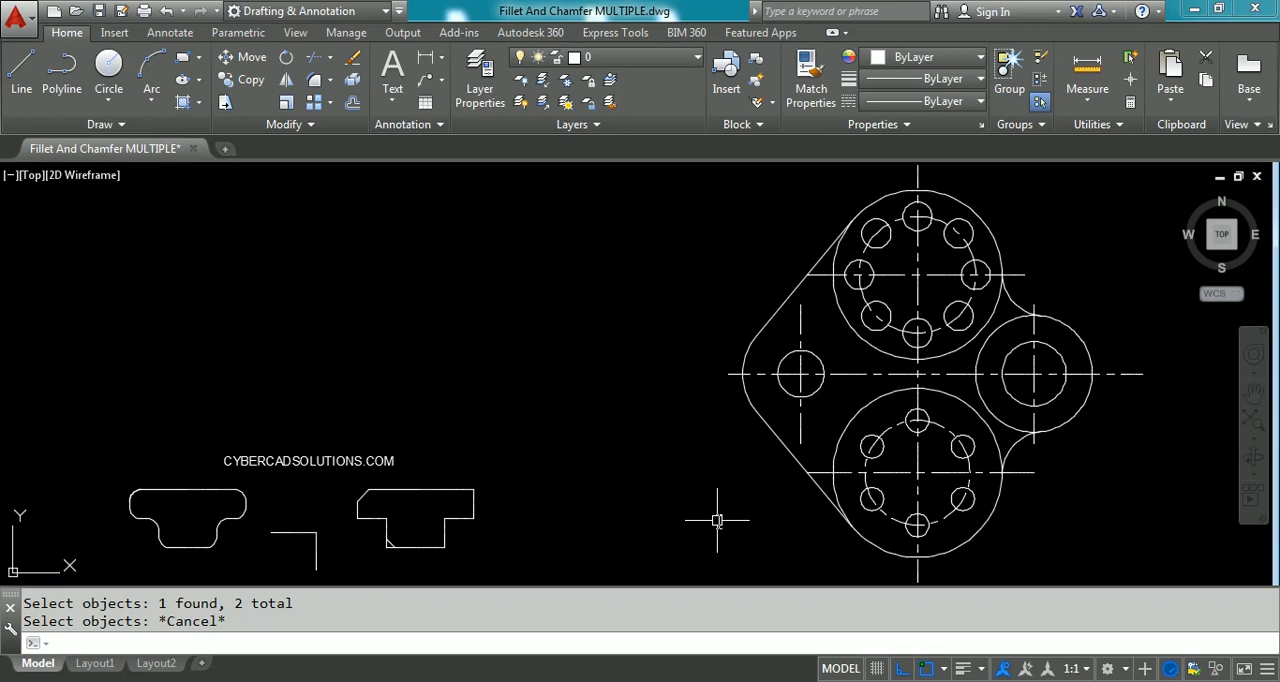 Drafting & Annotation
Fillet And Chamfer MULTIPLE.dwg
Type a keyword or phrase
Sign In
Home
Insert
Annotate
Parametric
View
Manage
Output
Add-ins
Autodesk 360
Express Tools
BIM 360
Featured Apps
Line
Polyline
Circle
Arc
Move
Copy
Text
Layer
Properties
0
Insert
Match
Properties
ByLayer
ByLayer
ByLayer
Group
Measure
Paste
Base
Draw
Modify
Annotation
Layers
Block
Properties
Groups
Utilities
Clipboard
View
Fillet And Chamfer MULTIPLE*
[−][Top][2D Wireframe]
N
W
TOP
E
S
WCS
CYBERCADSOLUTIONS.COM
Y
X
Select objects: 1 found, 2 total
Select objects: *Cancel*
Model
Layout1
Layout2
MODEL
1:1